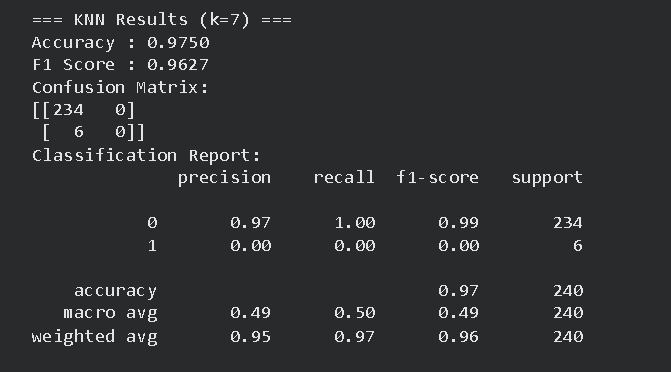 === KNN Results (k=7) ===
Accuracy : 0.9750
F1 Score : 0.9627
Confusion Matrix:
[[234   0]
 [  6   0]]
Classification Report:
              precision    recall  f1-score   support

           0       0.97      1.00      0.99       234
           1       0.00      0.00      0.00         6

    accuracy                           0.97       240
   macro avg       0.49      0.50      0.49       240
weighted avg       0.95      0.97      0.96       240